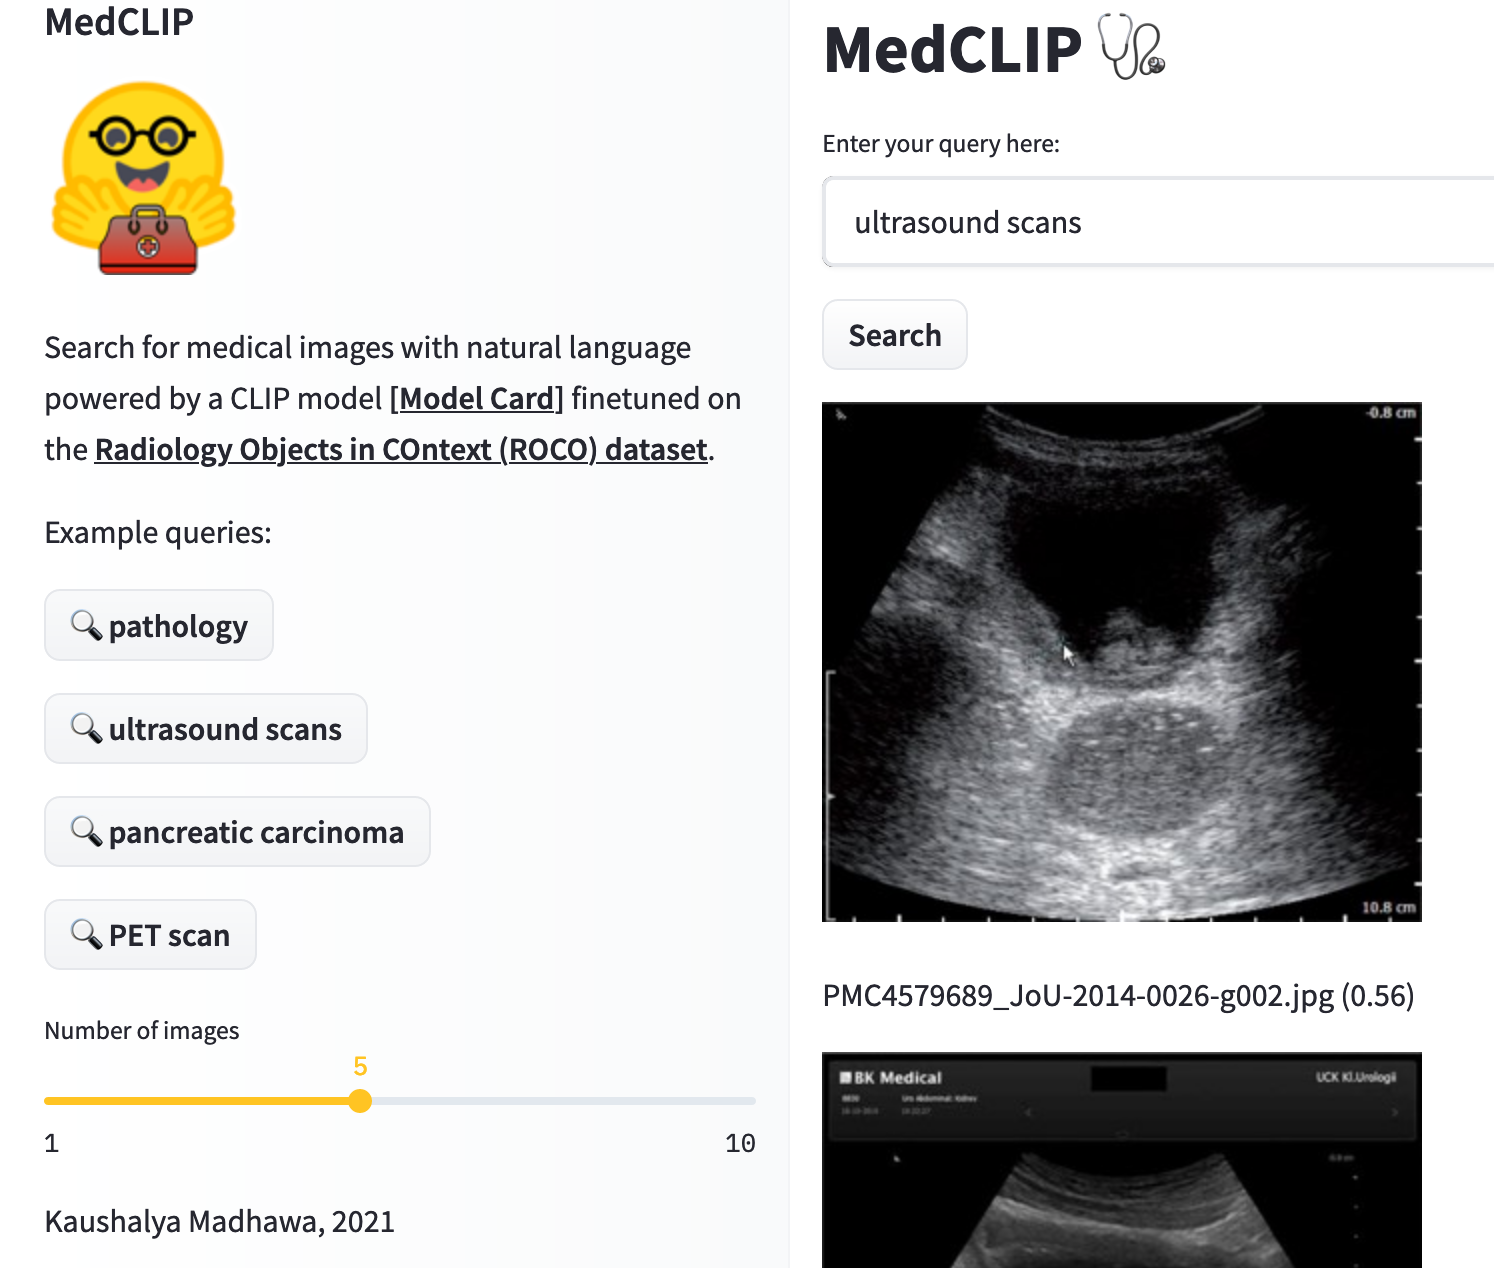 MedCLIP
Search for medical images with natural language
powered by a CLIP model [Model Card] finetuned on
the Radiology Objects in COntext (ROCO) dataset.
Example queries:
🔍 pathology
🔍 ultrasound scans
🔍 pancreatic carcinoma
🔍 PET scan
Number of images
5
1 10
Kaushalya Madhawa, 2021
MedCLIP 🩺
Enter your query here:
ultrasound scans
Search
-0.8 cm
10.8 cm
PMC4579689_JoU-2014-0026-g002.jpg (0.56)
BK Medical UCK Kl.Urologii